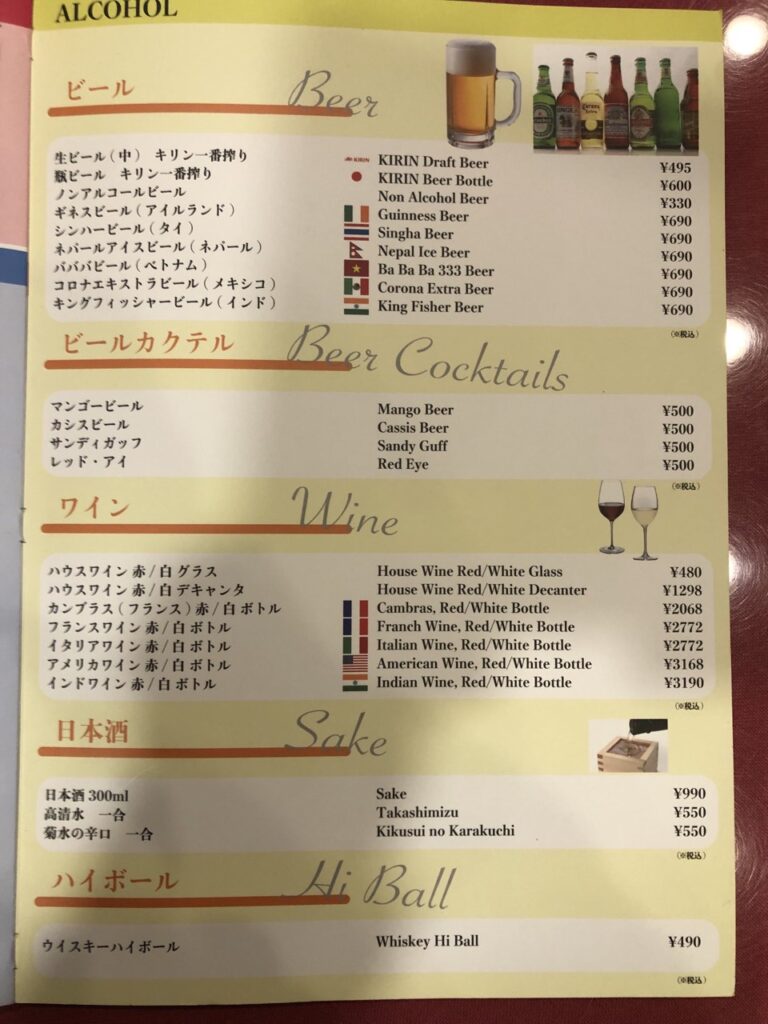 ALCOHOL
ビール Beer
生ビール(中) キリン一番搾り KIRIN KIRIN Draft Beer ¥495
瓶ビール キリン一番搾り KIRIN Beer Bottle ¥600
ノンアルコールビール Non Alcohol Beer ¥330
ギネスビール(アイルランド) Guinness Beer ¥690
シンハービール(タイ) Singha Beer ¥690
ネパールアイスビール(ネパール) Nepal Ice Beer ¥690
バババビール(ベトナム) Ba Ba Ba 333 Beer ¥690
コロナエキストラビール(メキシコ) Corona Extra Beer ¥690
キングフィッシャービール(インド) King Fisher Beer ¥690
(※税込)
ビールカクテル Beer Cocktails
マンゴービール Mango Beer ¥500
カシスビール Cassis Beer ¥500
サンディガッフ Sandy Guff ¥500
レッド・アイ Red Eye ¥500
(※税込)
ワイン Wine
ハウスワイン 赤/白 グラス House Wine Red/White Glass ¥480
ハウスワイン 赤/白 デキャンタ House Wine Red/White Decanter ¥1298
カンブラス(フランス)赤/白 ボトル Cambras, Red/White Bottle ¥2068
フランスワイン 赤/白 ボトル Franch Wine, Red/White Bottle ¥2772
イタリアワイン 赤/白 ボトル Italian Wine, Red/White Bottle ¥2772
アメリカワイン 赤/白 ボトル American Wine, Red/White Bottle ¥3168
インドワイン 赤/白 ボトル Indian Wine, Red/White Bottle ¥3190
(※税込)
日本酒 Sake
日本酒 300ml Sake ¥990
高清水 一合 Takashimizu ¥550
菊水の辛口 一合 Kikusui no Karakuchi ¥550
(※税込)
ハイボール Hi Ball
ウイスキーハイボール Whiskey Hi Ball ¥490
(※税込)